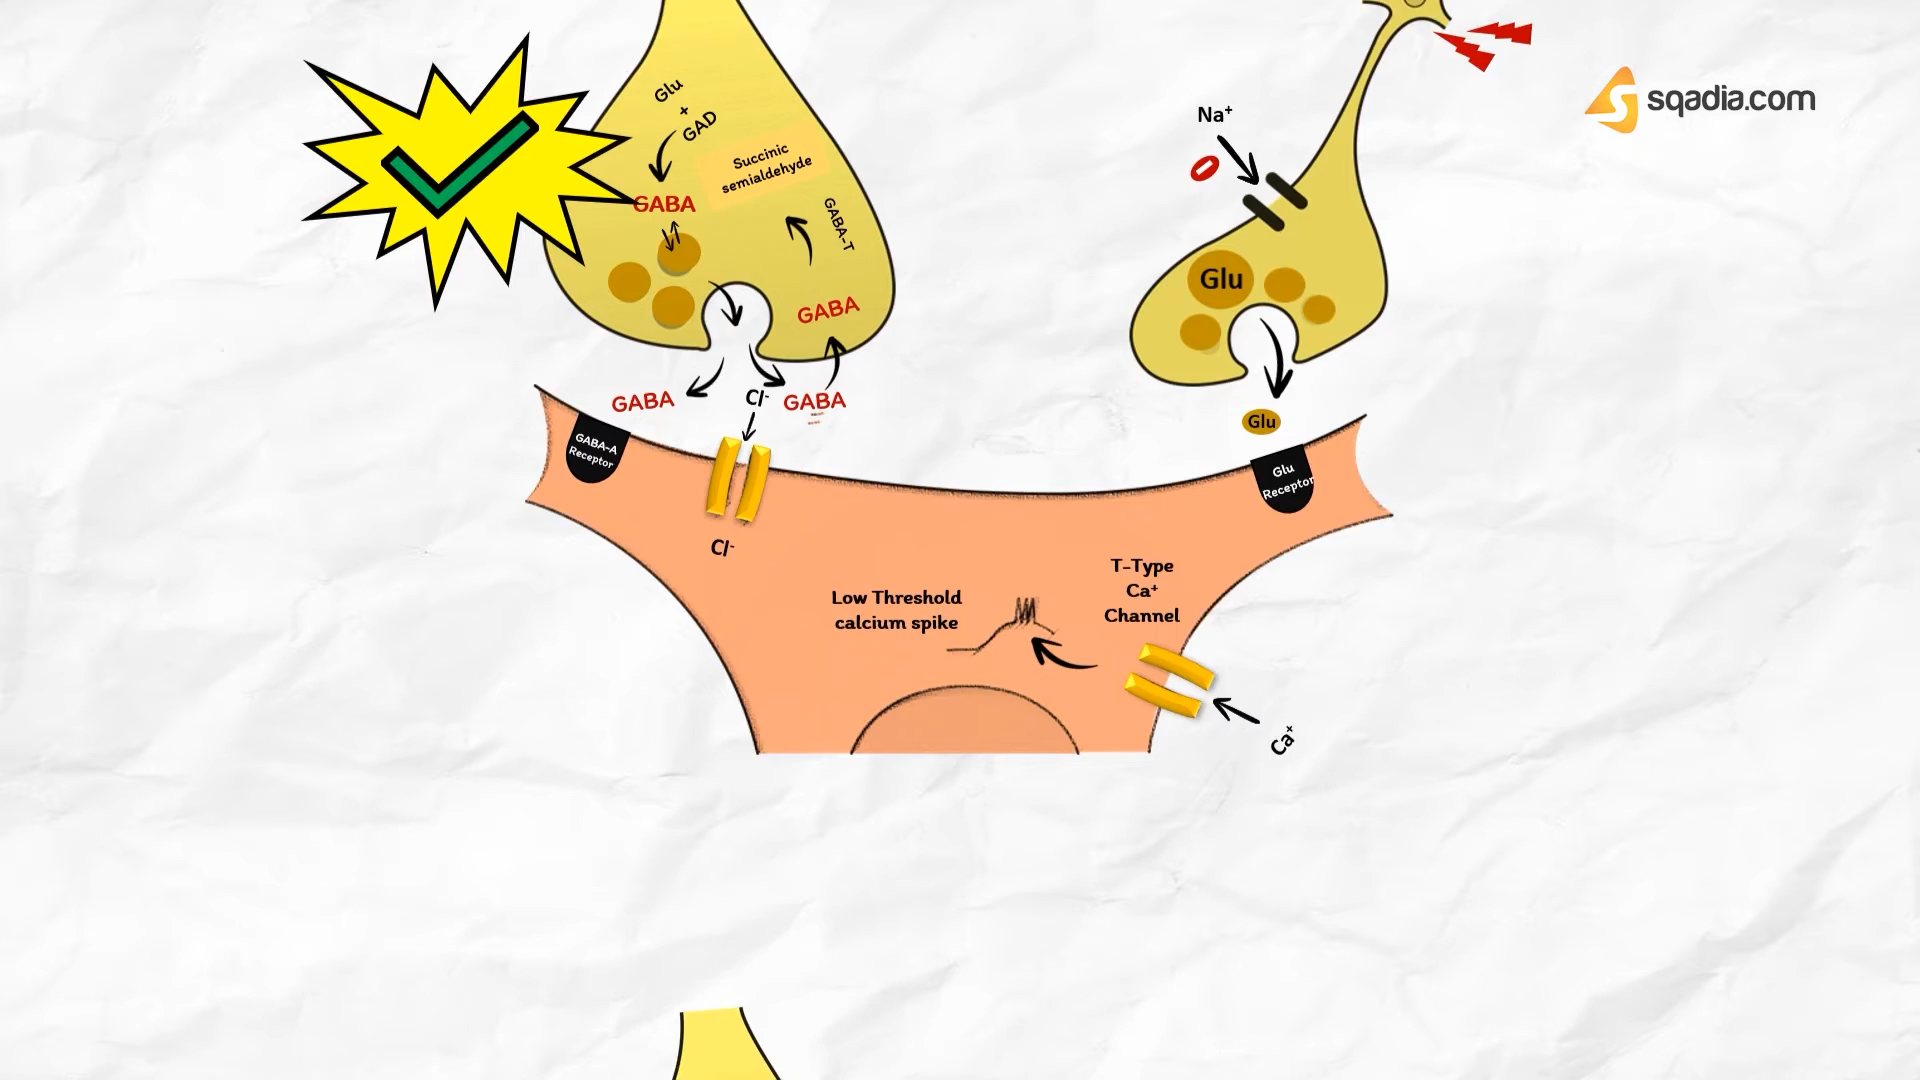 Glu
+
GAD
GABA
Succinic
semialdehyde
GABA-T
GABA
GABA
Cl-
GABA
GABA-A
Receptor
Cl-
Na+
Glu
Glu
Glu
Receptor
Low Threshold
calcium spike
T-Type
Ca+
Channel
Ca+
sqadia.com